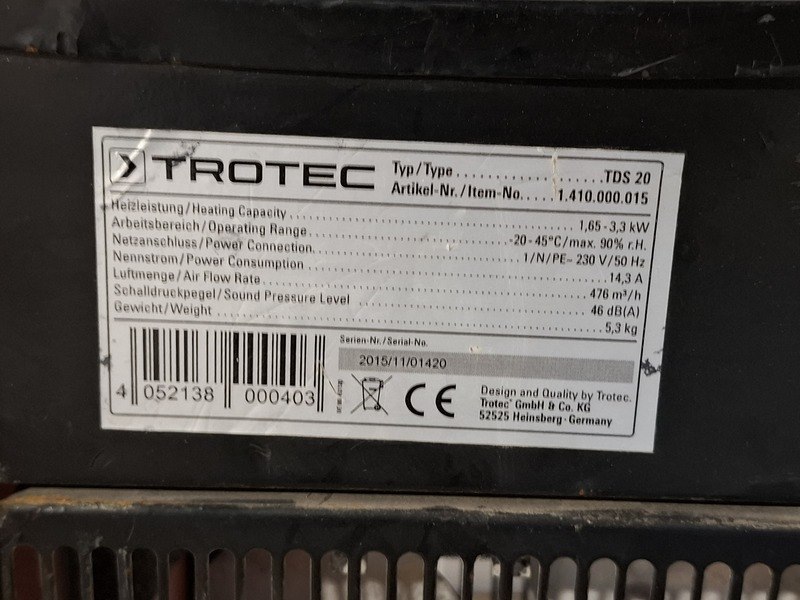 TROTEC
Typ/Type ..................... TDS 20
Artikel-Nr./Item-No. ....... 1.410.000.015
Heizleistung/Heating Capacity ..................... 1,65 - 3,3 kW
Arbeitsbereich/Operating Range ..................... -20 - 45°C/max. 90% r.H.
Netzanschluss/Power Connection ..................... 1/N/PE~ 230 V/50 Hz
Nennstrom/Power Consumption ..................... 14,3 A
Luftmenge/Air Flow Rate ..................... 476 m³/h
Schalldruckpegel/Sound Pressure Level ..................... 46 dB(A)
Gewicht/Weight ..................... 5,3 kg
Serien-Nr./Serial-No.
2015/11/01420
4 052138 000403
CE
Design and Quality by Trotec.
Trotec® GmbH & Co. KG
52525 Heinsberg · Germany